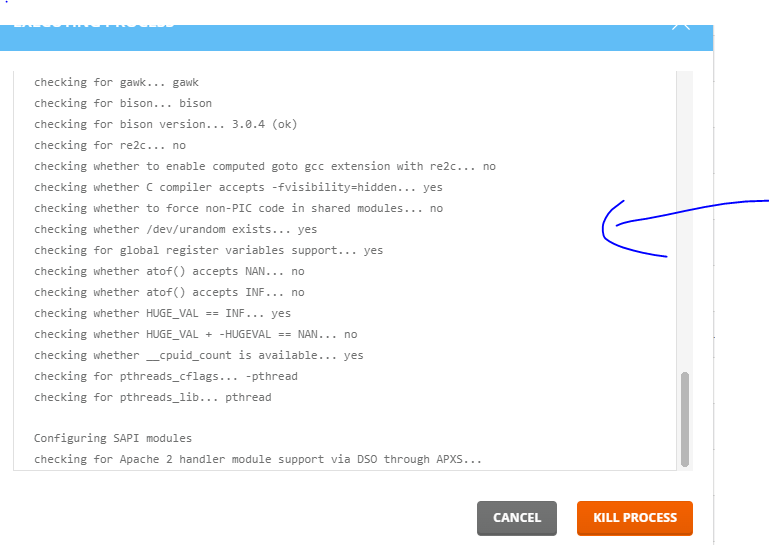 EXECUTING PROCESS
checking for gawk... gawk
checking for bison... bison
checking for bison version... 3.0.4 (ok)
checking for re2c... no
checking whether to enable computed goto gcc extension with re2c... no
checking whether C compiler accepts -fvisibility=hidden... yes
checking whether to force non-PIC code in shared modules... no
checking whether /dev/urandom exists... yes
checking for global register variables support... yes
checking whether atof() accepts NAN... no
checking whether atof() accepts INF... no
checking whether HUGE_VAL == INF... yes
checking whether HUGE_VAL + -HUGEVAL == NAN... no
checking whether __cpuid_count is available... yes
checking for pthreads_cflags... -pthread
checking for pthreads_lib... pthread
Configuring SAPI modules
checking for Apache 2 handler module support via DSO through APXS...
CANCEL KILL PROCESS